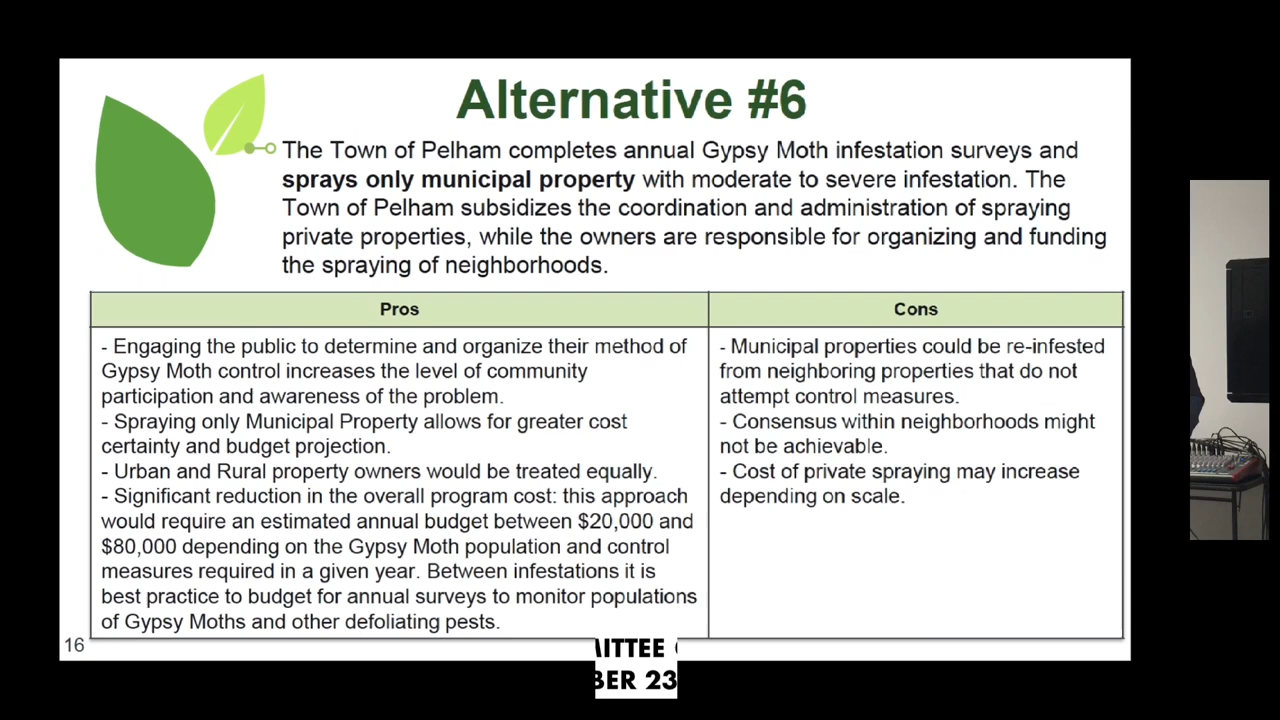 Alternative #6
The Town of Pelham completes annual Gypsy Moth infestation surveys and
sprays only municipal property with moderate to severe infestation. The
Town of Pelham subsidizes the coordination and administration of spraying
private properties, while the owners are responsible for organizing and funding
the spraying of neighborhoods.
Pros
- Engaging the public to determine and organize their method of
Gypsy Moth control increases the level of community
participation and awareness of the problem.
- Spraying only Municipal Property allows for greater cost
certainty and budget projection.
- Urban and Rural property owners would be treated equally.
- Significant reduction in the overall program cost: this approach
would require an estimated annual budget between $20,000 and
$80,000 depending on the Gypsy Moth population and control
measures required in a given year. Between infestations it is
best practice to budget for annual surveys to monitor populations
of Gypsy Moths and other defoliating pests.
Cons
- Municipal properties could be re-infested
from neighboring properties that do not
attempt control measures.
- Consensus within neighborhoods might
not be achievable.
- Cost of private spraying may increase
depending on scale.
16
ITTEE
BER 23